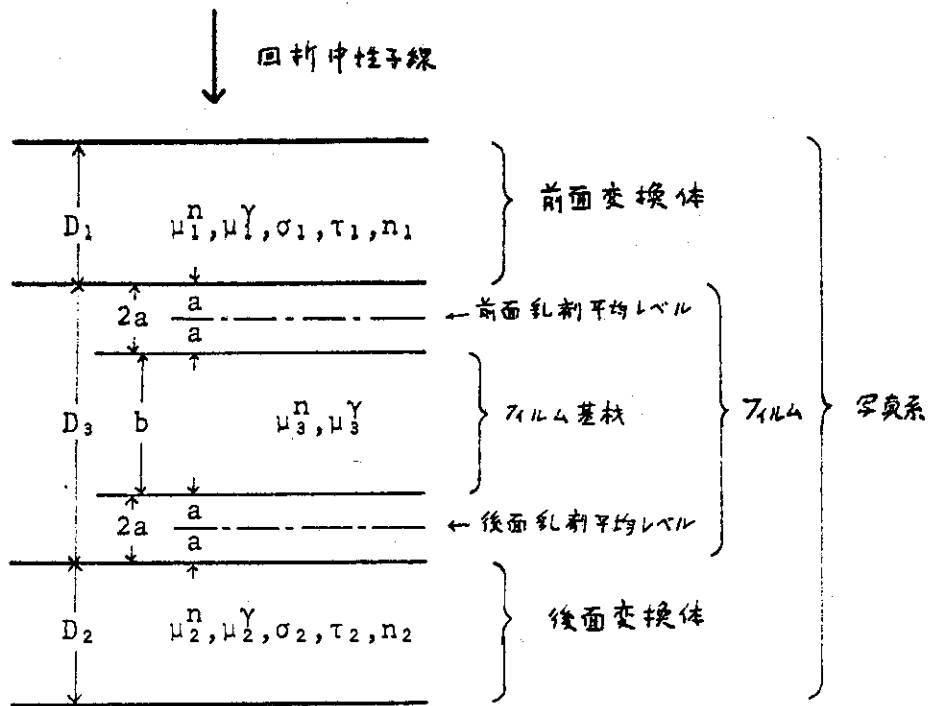 回折中性子線
前面変換体
D₁
μ₁ⁿ, μ₁ᵞ, σ₁, τ₁, n₁
2a
a
a
←前面乳剤平均レベル
D₃
b
μ₃ⁿ, μ₃ᵞ
フィルム基材
フィルム
写真系
2a
a
a
←後面乳剤平均レベル
D₂
μ₂ⁿ, μ₂ᵞ, σ₂, τ₂, n₂
後面変換体